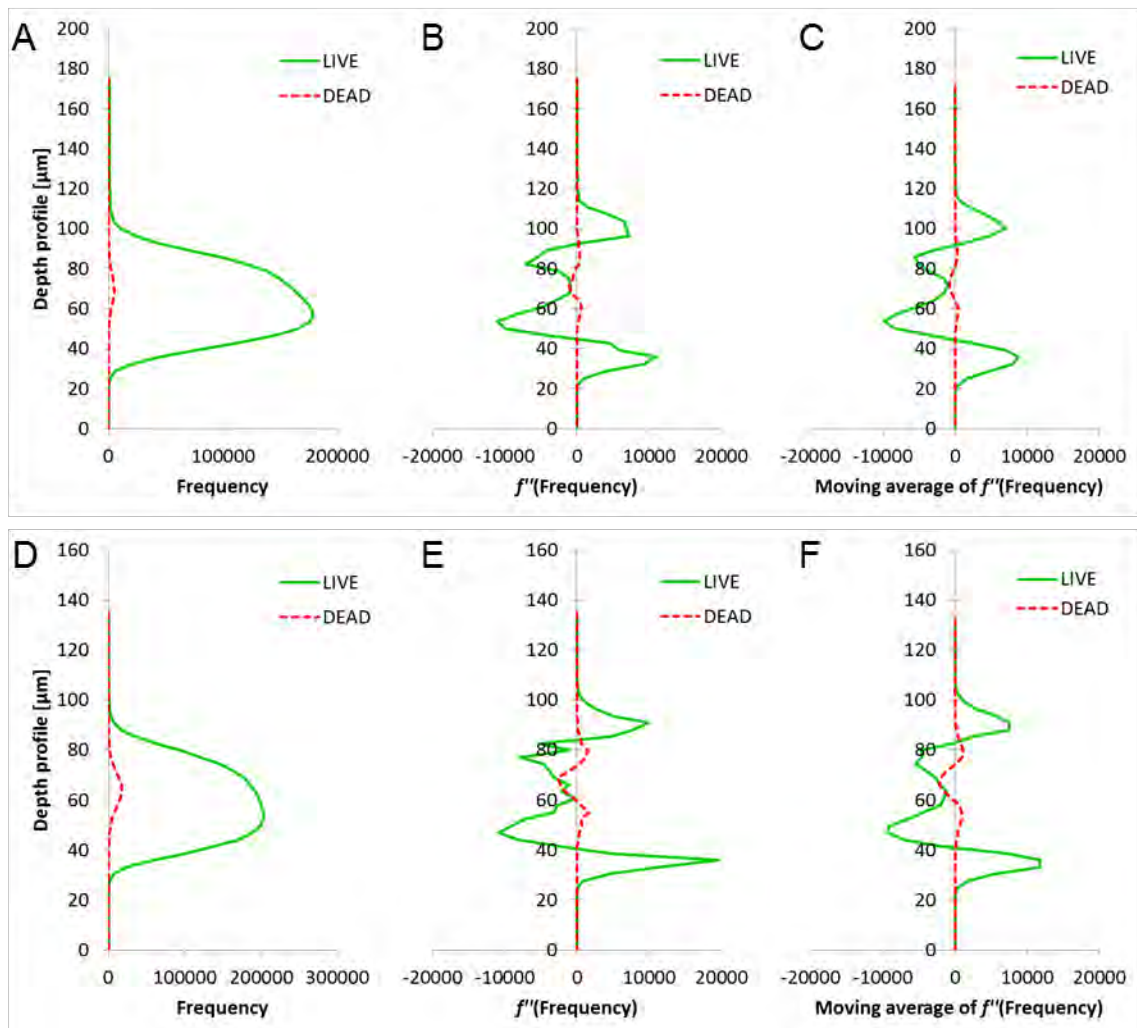 A
200
180
160
140
120
100
80
60
40
20
0
Depth profile [µm]
LIVE
DEAD
0 100000 200000
Frequency
B
200
180
160
140
120
100
80
60
40
20
0
LIVE
DEAD
-20000 -10000 0 10000 20000
f''(Frequency)
C
200
180
160
140
120
100
80
60
40
20
0
LIVE
DEAD
-20000 -10000 0 10000 20000
Moving average of f''(Frequency)
D
160
140
120
100
80
60
40
20
0
Depth profile [µm]
LIVE
DEAD
0 100000 200000 300000
Frequency
E
160
140
120
100
80
60
40
20
0
LIVE
DEAD
-20000 -10000 0 10000 20000
f''(Frequency)
F
160
140
120
100
80
60
40
20
0
LIVE
DEAD
-20000 -10000 0 10000 20000
Moving average of f''(Frequency)